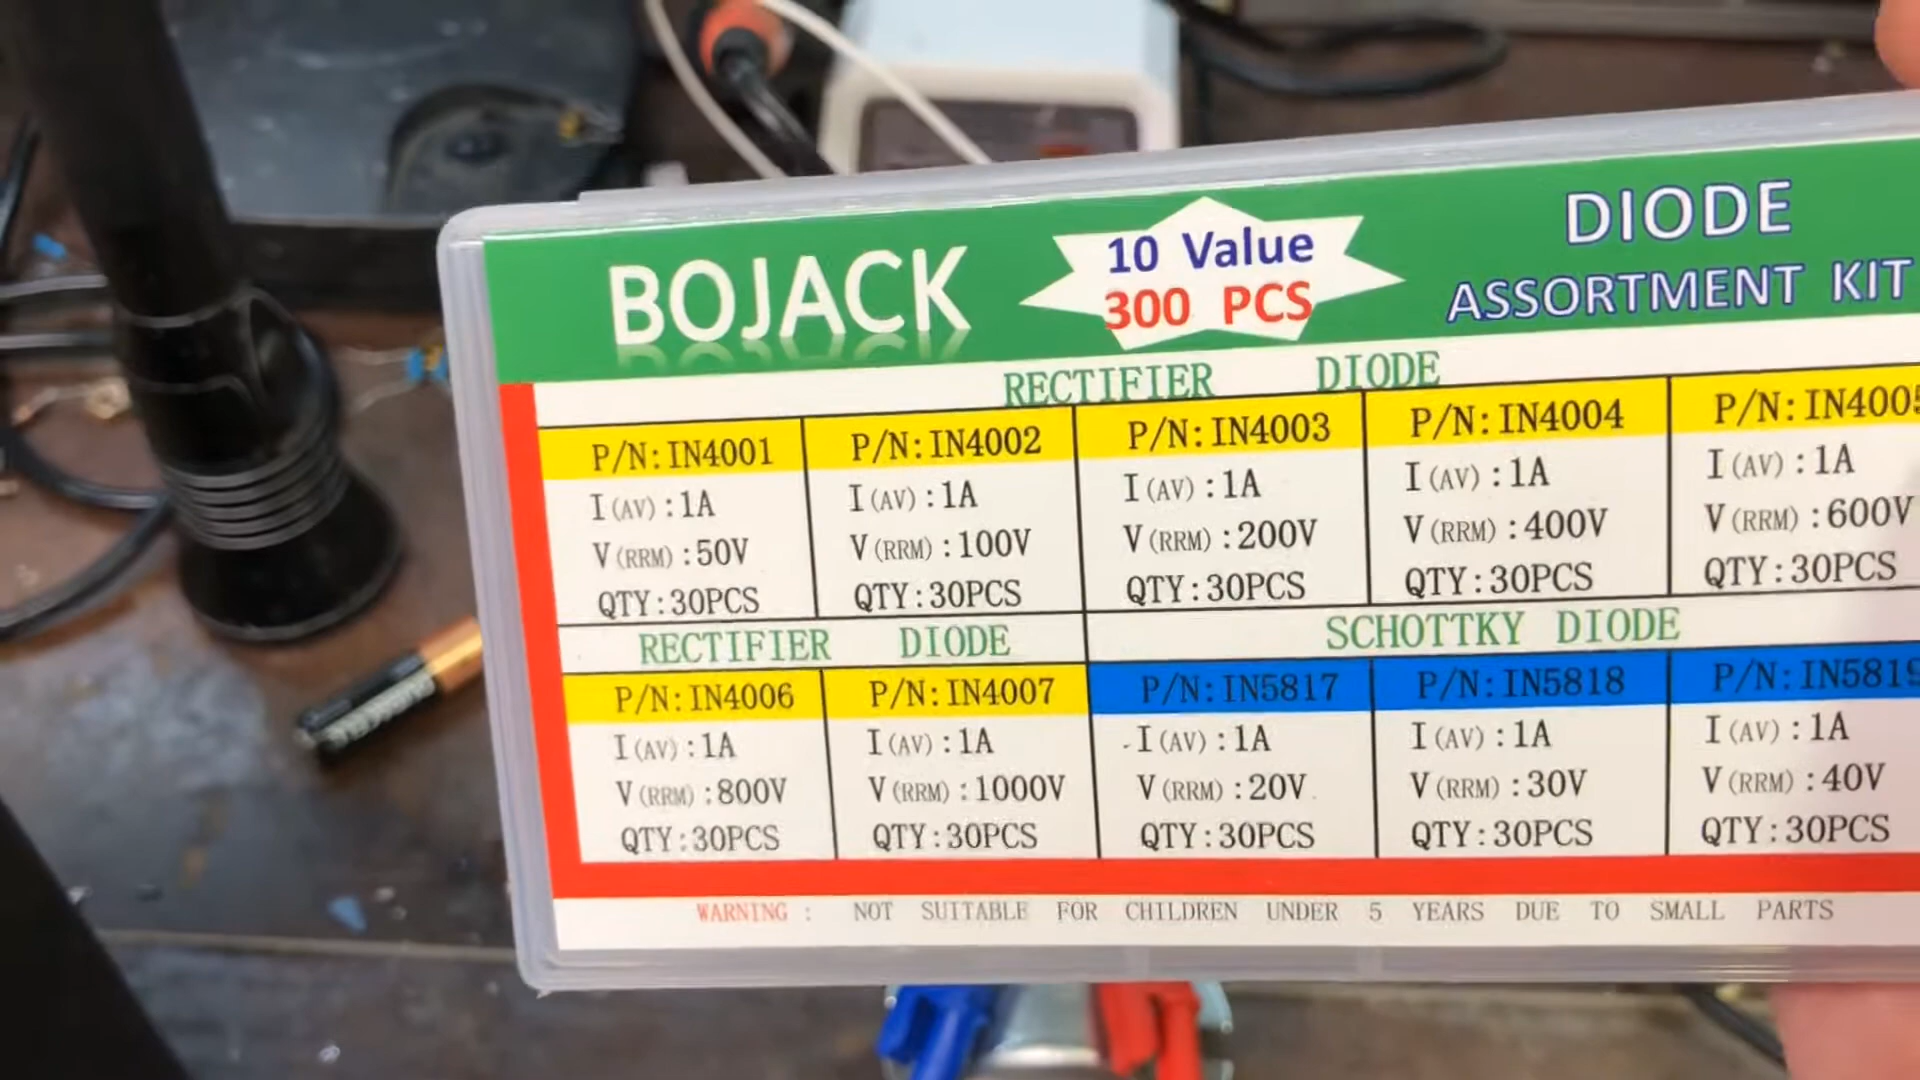 BOJACK
10 Value
300 PCS
DIODE
ASSORTMENT KIT
RECTIFIER DIODE
P/N:IN4001 P/N:IN4002 P/N:IN4003 P/N:IN4004 P/N:IN4005
I(AV):1A I(AV):1A I(AV):1A I(AV):1A I(AV):1A
V(RRM):50V V(RRM):100V V(RRM):200V V(RRM):400V V(RRM):600V
QTY:30PCS QTY:30PCS QTY:30PCS QTY:30PCS QTY:30PCS
RECTIFIER DIODE SCHOTTKY DIODE
P/N:IN4006 P/N:IN4007 P/N:IN5817 P/N:IN5818 P/N:IN5819
I(AV):1A I(AV):1A I(AV):1A I(AV):1A I(AV):1A
V(RRM):800V V(RRM):1000V V(RRM):20V V(RRM):30V V(RRM):40V
QTY:30PCS QTY:30PCS QTY:30PCS QTY:30PCS QTY:30PCS
WARNING: NOT SUITABLE FOR CHILDREN UNDER 5 YEARS DUE TO SMALL PARTS